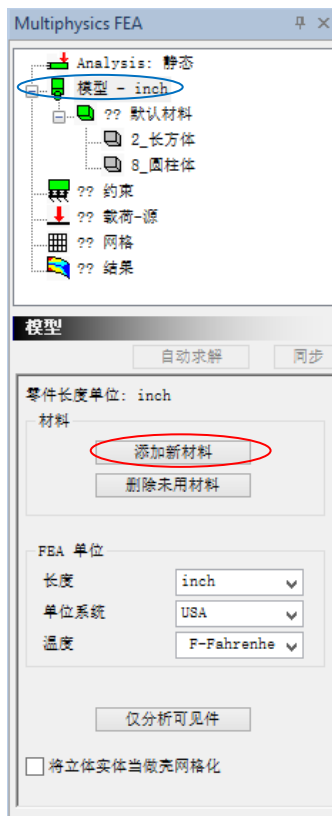 Multiphysics FEA
Analysis: 静态
模型 - inch
?? 默认材料
2_长方体
8_圆柱体
?? 约束
?? 载荷-源
?? 网格
?? 结果
模型
自动求解 同步
零件长度单位: inch
材料
添加新材料
删除未用材料
FEA 单位
长度 inch
单位系统 USA
温度 F-Fahrenhe
仅分析可见件
将立体实体当做壳网格化